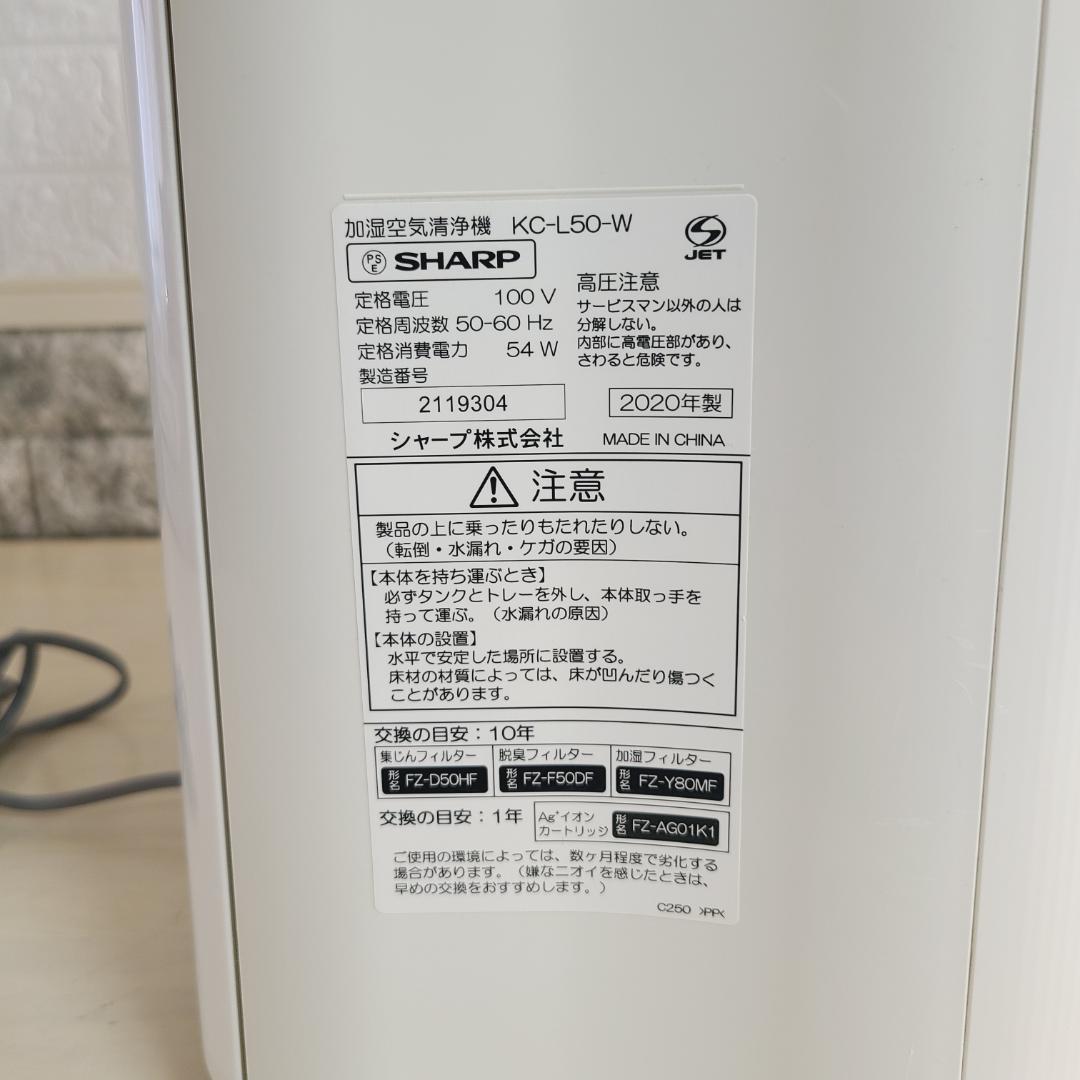 加湿空気清浄機 KC-L50-W
PSE SHARP
JET
定格電圧 100 V
定格周波数 50-60 Hz
定格消費電力 54 W
製造番号
2119304
高圧注意
サービスマン以外の人は
分解しない。
内部に高電圧部があり、
さわると危険です。
2020年製
シャープ株式会社 MADE IN CHINA
注意
製品の上に乗ったりもたれたりしない。
（転倒・水漏れ・ケガの要因）
【本体を持ち運ぶとき】
必ずタンクとトレーを外し、本体取っ手を
持って運ぶ。（水漏れの原因）
【本体の設置】
水平で安定した場所に設置する。
床材の材質によっては、床が凹んだり傷つく
ことがあります。
交換の目安：10年
集じんフィルター
形名 FZ-D50HF
脱臭フィルター
形名 FZ-F50DF
加湿フィルター
形名 FZ-Y80MF
交換の目安：1年
Ag⁺イオン
カートリッジ
形名 FZ-AG01K1
ご使用の環境によっては、数ヶ月程度で劣化する
場合があります。（嫌なニオイを感じたときは、
早めの交換をおすすめします。）
C250 >PP<